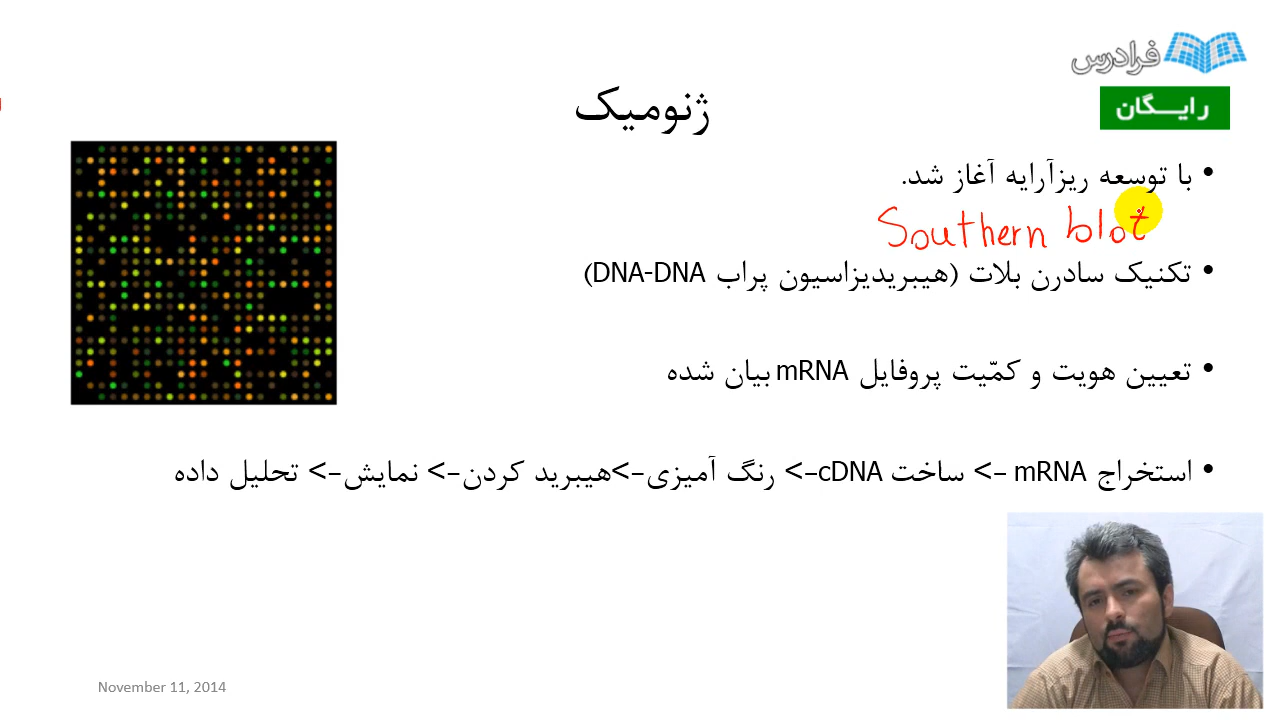 فرادرس
رایگان
ژنومیک
• با توسعه ریزآرایه آغاز شد.
Southern blot
• تکنیک سادرن بلات (هیبریدیزاسیون پراب DNA-DNA)
• تعیین هویت و کمّیت پروفایل mRNA بیان شده
• استخراج mRNA -> ساخت cDNA -> رنگ آمیزی -> هیبرید کردن -> نمایش -> تحلیل داده
November 11, 2014